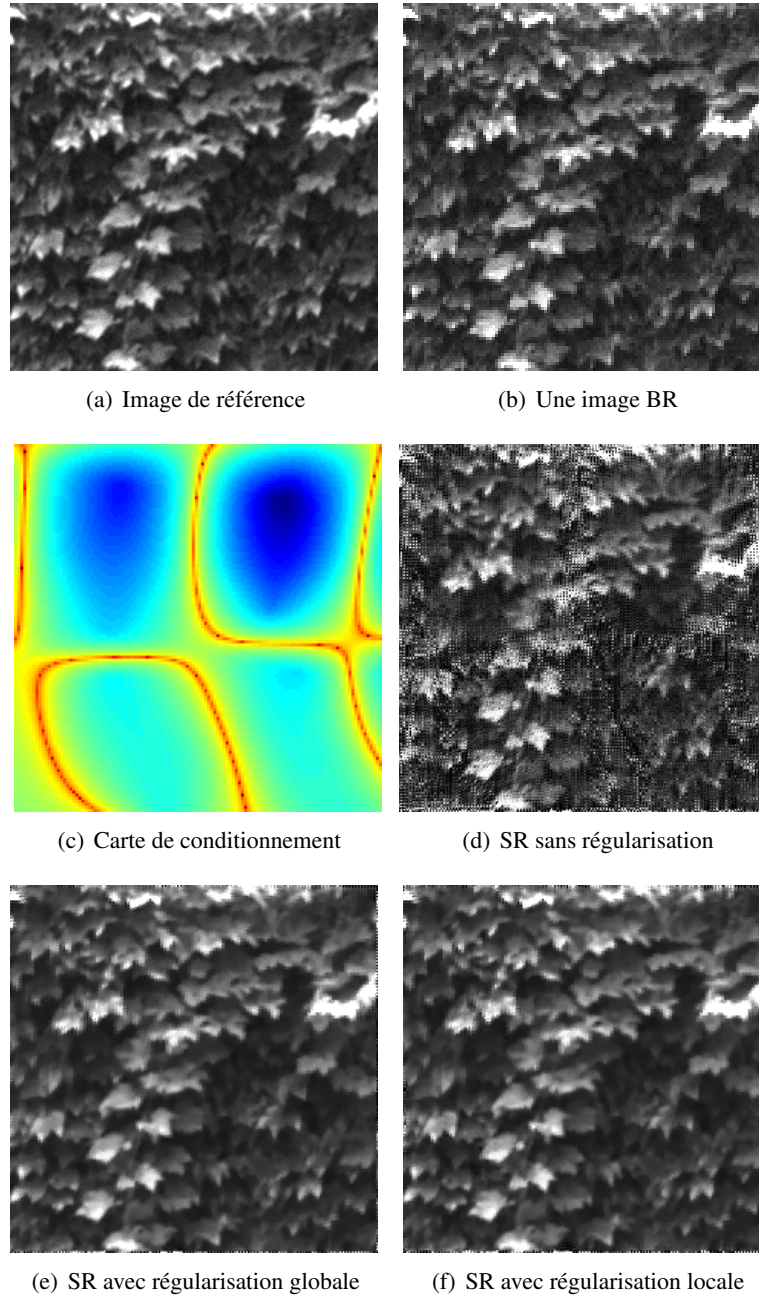 (a) Image de référence
(b) Une image BR
(c) Carte de conditionnement
(d) SR sans régularisation
(e) SR avec régularisation globale
(f) SR avec régularisation locale